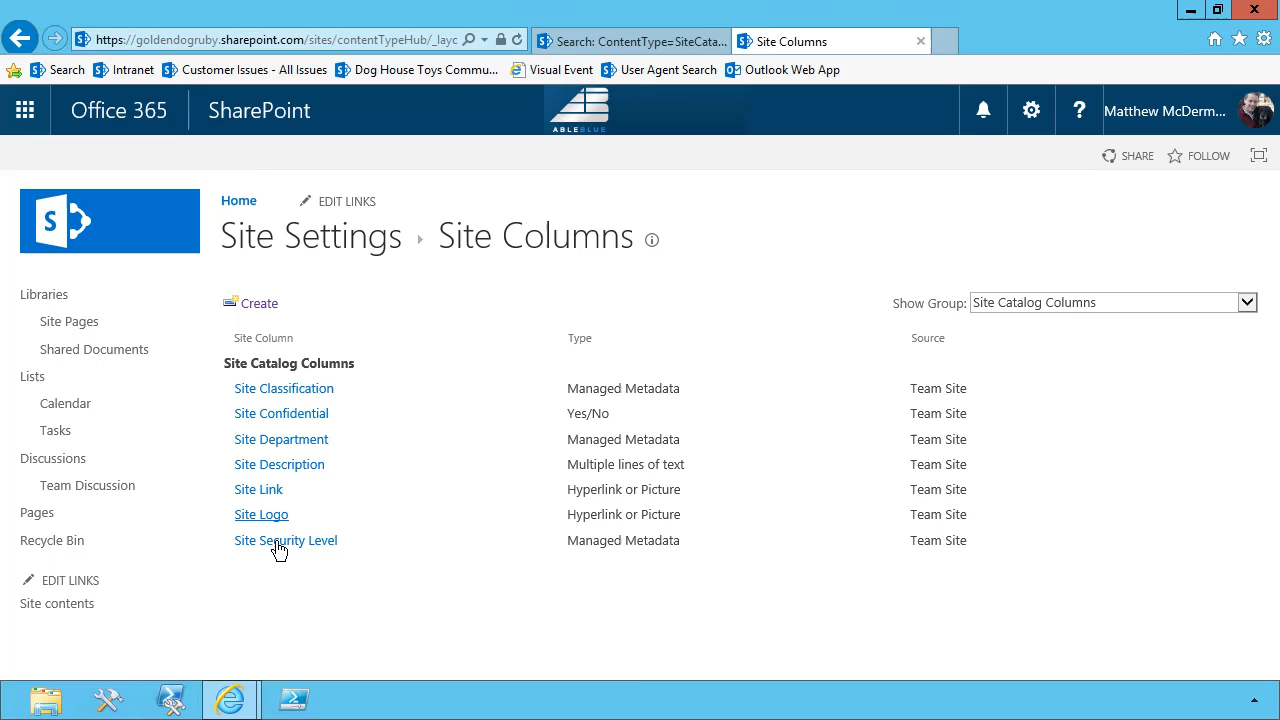 https://goldendogruby.sharepoint.com/sites/contentTypeHub/_layc
Search: ContentType=SiteCata...
Site Columns
Search
Intranet
Customer Issues - All Issues
Dog House Toys Commu...
Visual Event
User Agent Search
Outlook Web App
Office 365
SharePoint
ABLEBLUE
?
Matthew McDerm...
SHARE
FOLLOW
S
Home
EDIT LINKS
Site Settings
Site Columns
Libraries
Site Pages
Shared Documents
Lists
Calendar
Tasks
Discussions
Team Discussion
Pages
Recycle Bin
EDIT LINKS
Site contents
Create
Show Group: Site Catalog Columns
Site Column Type Source
Site Catalog Columns
Site Classification Managed Metadata Team Site
Site Confidential Yes/No Team Site
Site Department Managed Metadata Team Site
Site Description Multiple lines of text Team Site
Site Link Hyperlink or Picture Team Site
Site Logo Hyperlink or Picture Team Site
Site Security Level Managed Metadata Team Site